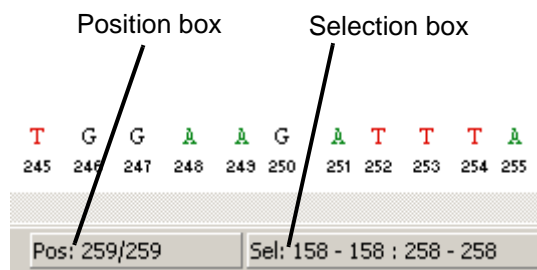 Position box Selection box
T G G A A G A T T T A
245 246 247 248 249 250 251 252 253 254 255
Pos: 259/259 Sel: 158 - 158 : 258 - 258